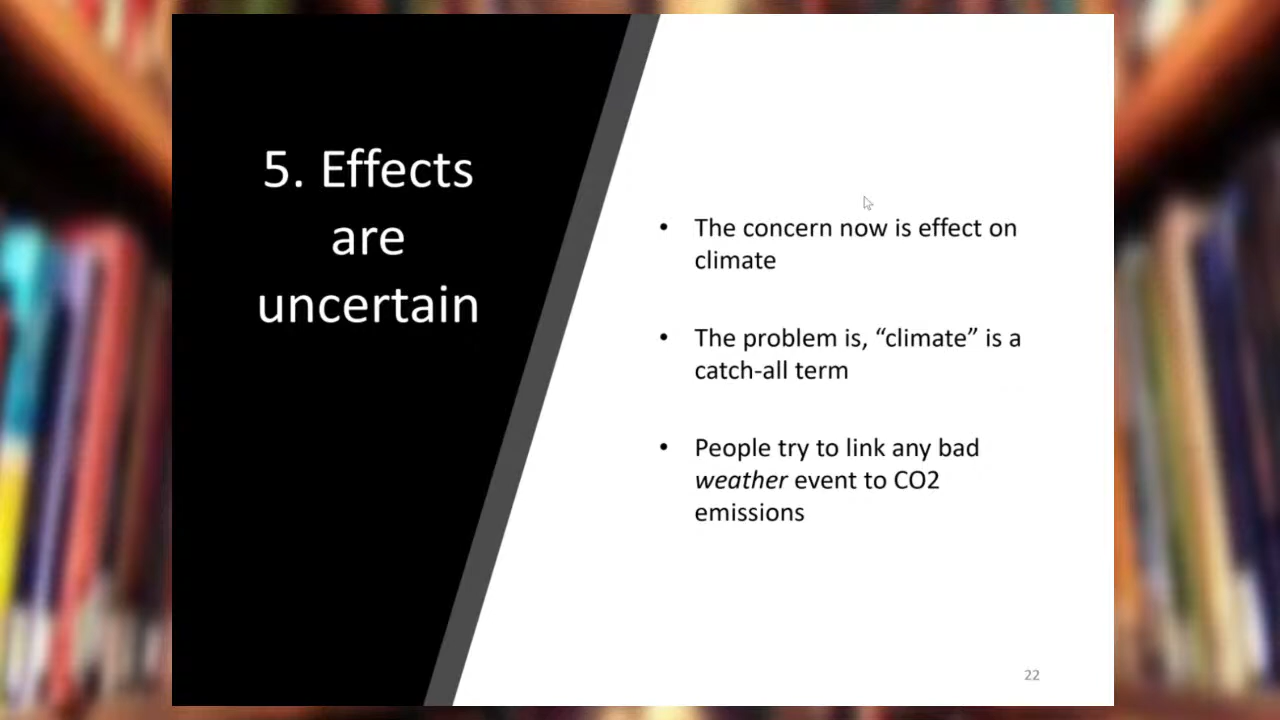 5. Effects
are
uncertain
• The concern now is effect on
climate
• The problem is, “climate” is a
catch-all term
• People try to link any bad
weather event to CO2
emissions
22